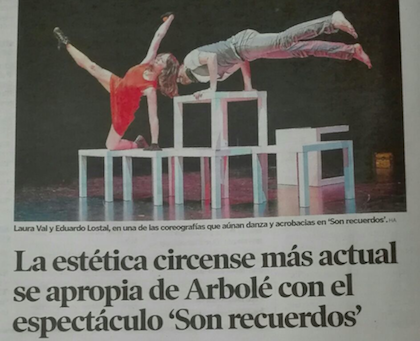 Laura Val y Eduardo Lostal, en una de las coreografías que aúnan danza y acrobacias en 'Son recuerdos'.
La estética circense más actual
se apropia de Arbolé con el
espectáculo 'Son recuerdos'